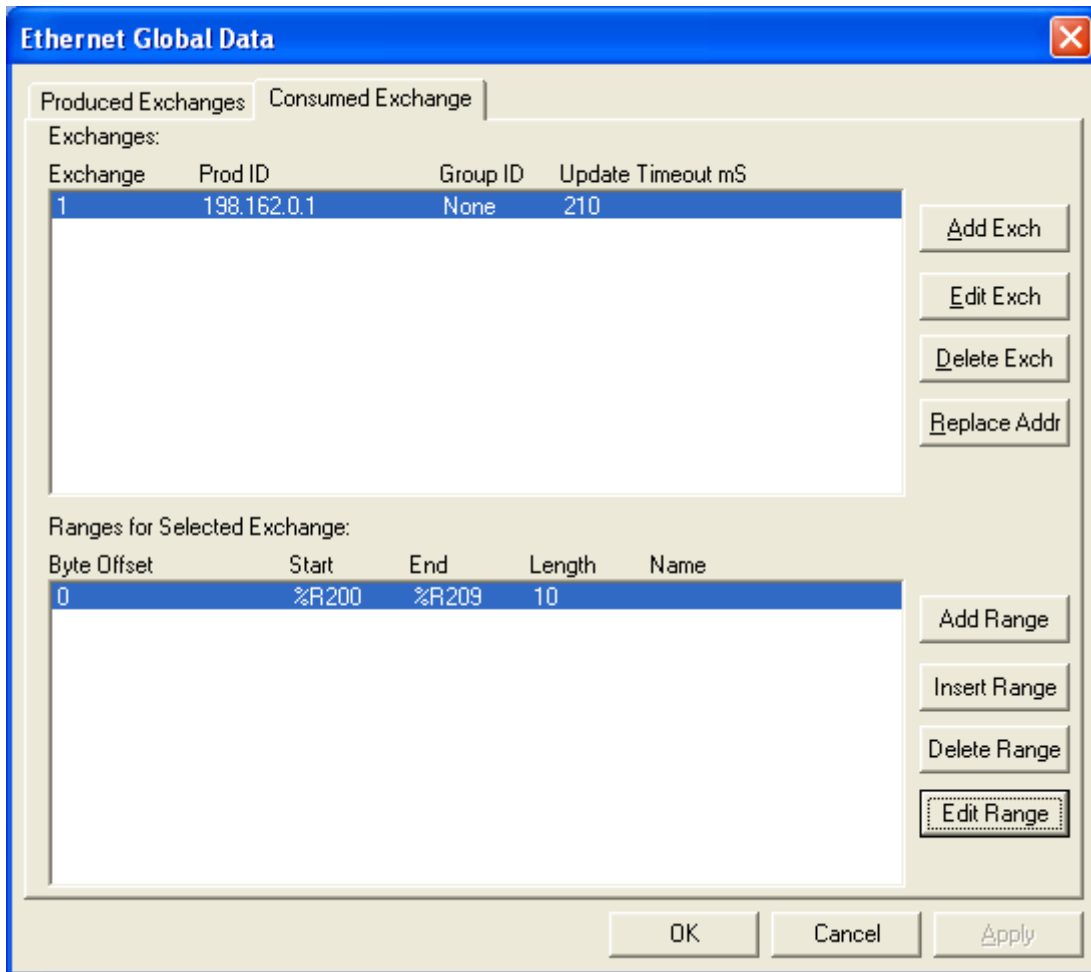 Ethernet Global Data
Produced Exchanges Consumed Exchange
Exchanges:
Exchange Prod ID Group ID Update Timeout mS
1 198.162.0.1 None 210
Add Exch
Edit Exch
Delete Exch
Replace Addr
Ranges for Selected Exchange:
Byte Offset Start End Length Name
0 %R200 %R209 10
Add Range
Insert Range
Delete Range
Edit Range
OK Cancel Apply